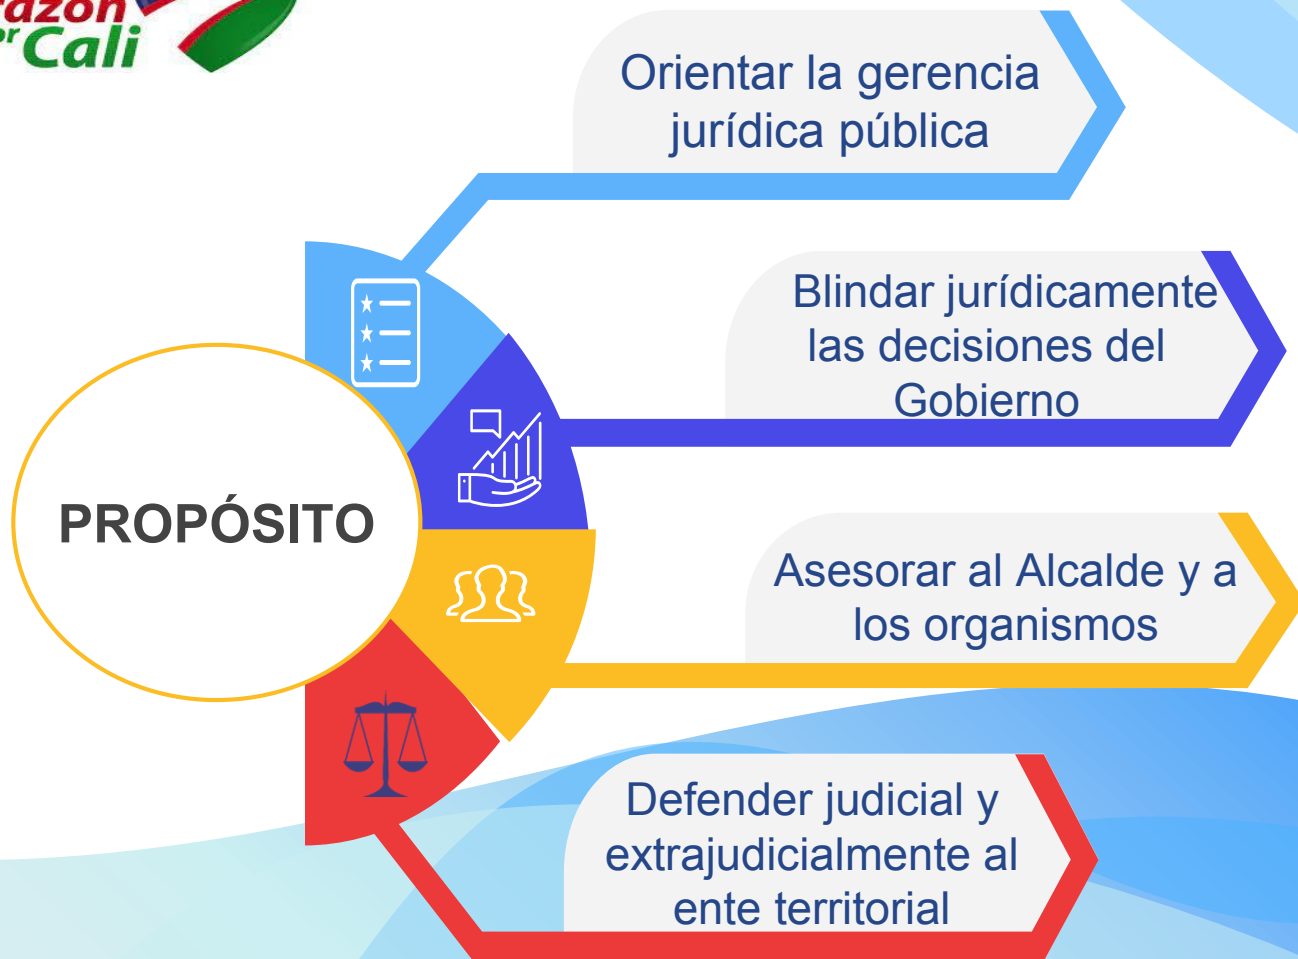 Cali
Orientar la gerencia
jurídica pública
Blindar jurídicamente
las decisiones del
Gobierno
PROPÓSITO
Asesorar al Alcalde y a
los organismos
Defender judicial y
extrajudicialmente al
ente territorial